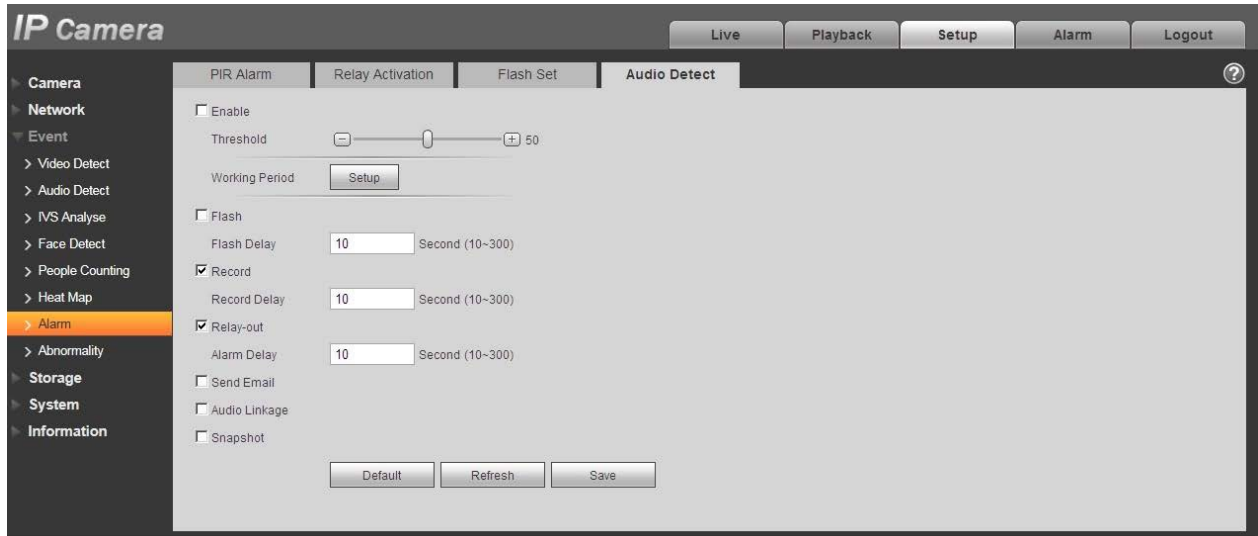 IP Camera
Live Playback Setup Alarm Logout
Camera
Network
Event
Video Detect
Audio Detect
IVS Analyse
Face Detect
People Counting
Heat Map
Alarm
Abnormality
Storage
System
Information
PIR Alarm Relay Activation Flash Set Audio Detect ?
Enable
Threshold 50
Working Period Setup
Flash
Flash Delay 10 Second (10~300)
Record
Record Delay 10 Second (10~300)
Relay-out
Alarm Delay 10 Second (10~300)
Send Email
Audio Linkage
Snapshot
Default Refresh Save